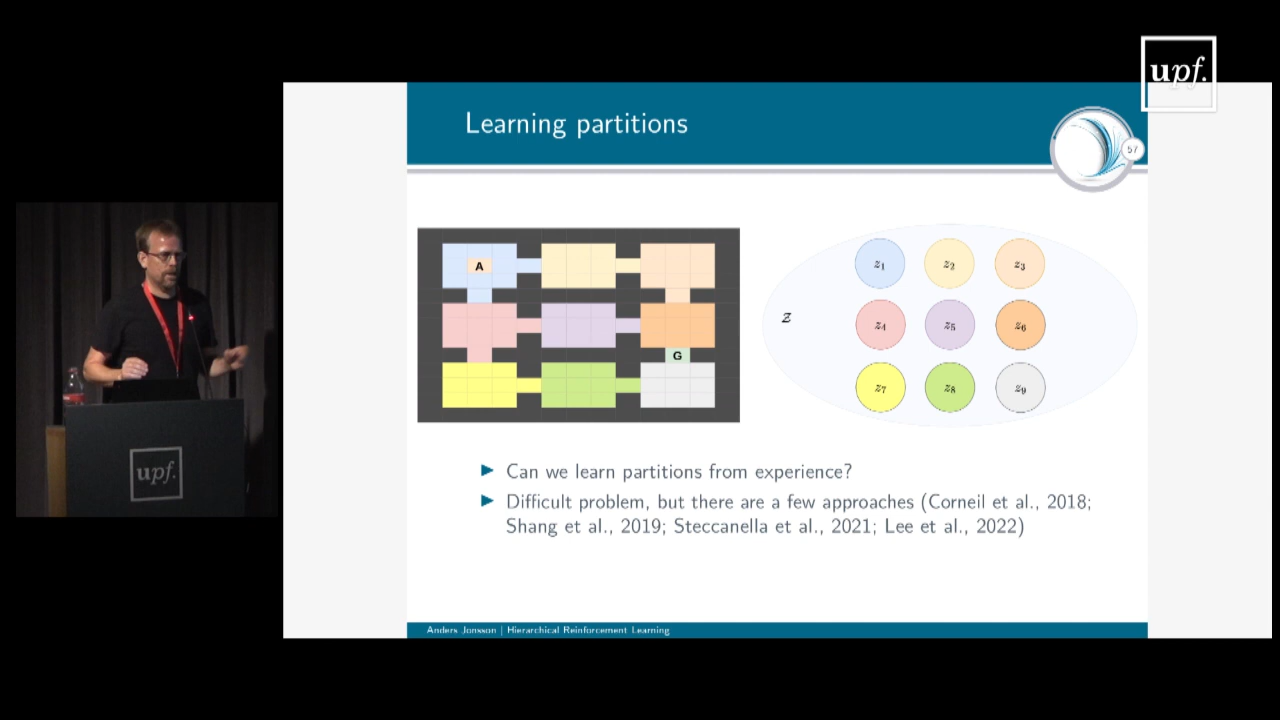 upf.
Learning partitions
57
A
G
Z
z1
z2
z3
z4
z5
z6
z7
z8
z9
Can we learn partitions from experience?
Difficult problem, but there are a few approaches (Corneil et al., 2018;
Shang et al., 2019; Steccanella et al., 2021; Lee et al., 2022)
Anders Jonsson | Hierarchical Reinforcement Learning
upf.